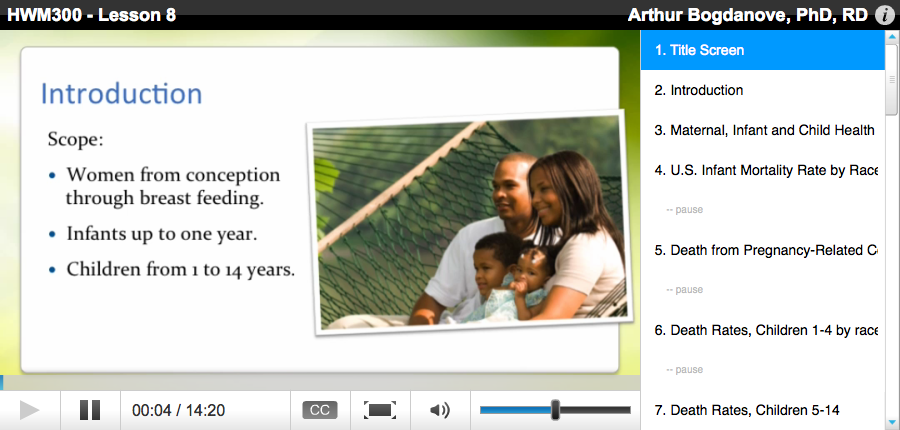 HWM300 - Lesson 8
Arthur Bogdanove, PhD, RD
i
Introduction
Scope:
• Women from conception
through breast feeding.
• Infants up to one year.
• Children from 1 to 14 years.
00:04 / 14:20
CC
1. Title Screen
2. Introduction
3. Maternal, Infant and Child Health
4. U.S. Infant Mortality Rate by Race
-- pause
5. Death from Pregnancy-Related C
-- pause
6. Death Rates, Children 1-4 by race
-- pause
7. Death Rates, Children 5-14